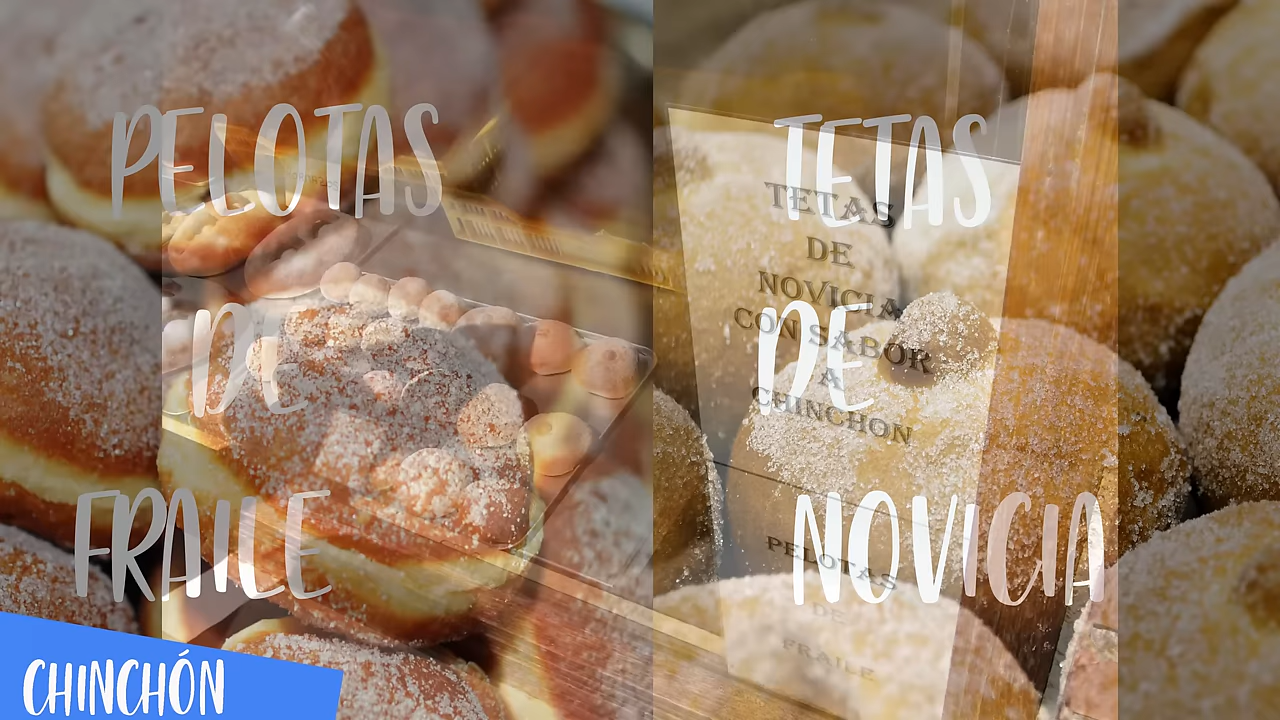 PELOTAS
DE
FRAILE
TETAS
DE
NOVICIA
TETAS
DE
NOVICIA
CON SABOR
A
CHINCHON
PELOTAS
DE
FRAILE
CHINCHÓN